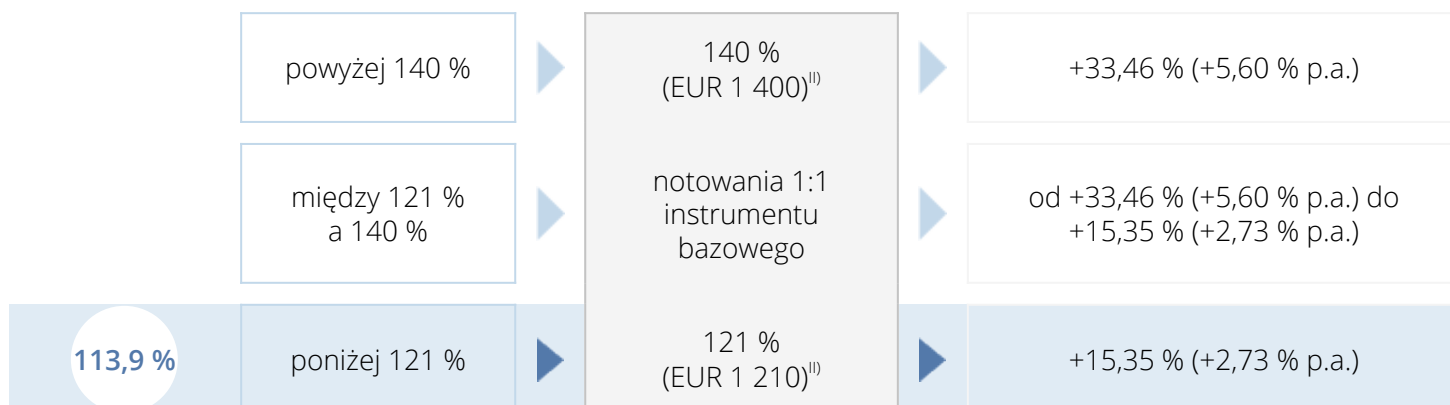 powyżej 140 %
140 %
(EUR 1 400)II)
+33,46 % (+5,60 % p.a.)
między 121 %
a 140 %
notowania 1:1
instrumentu
bazowego
od +33,46 % (+5,60 % p.a.) do
+15,35 % (+2,73 % p.a.)
113,9 %
poniżej 121 %
121 %
(EUR 1 210)II)
+15,35 % (+2,73 % p.a.)